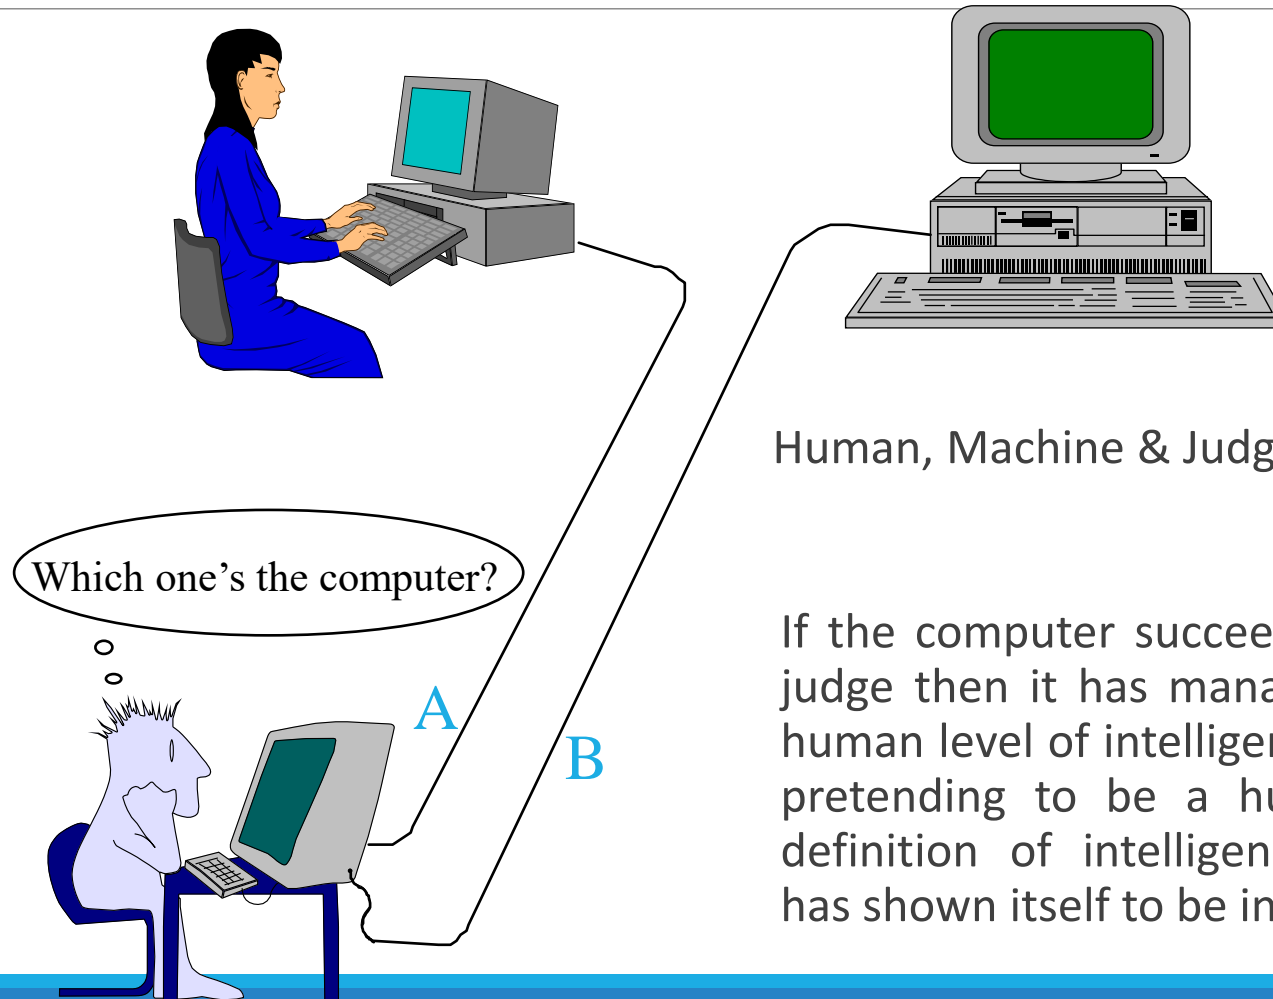 Human, Machine & Judg
Which one's the computer?
A
B
If the computer succee
judge then it has mana
human level of intelliger
pretending to be a hu
definition of intelligen
has shown itself to be in